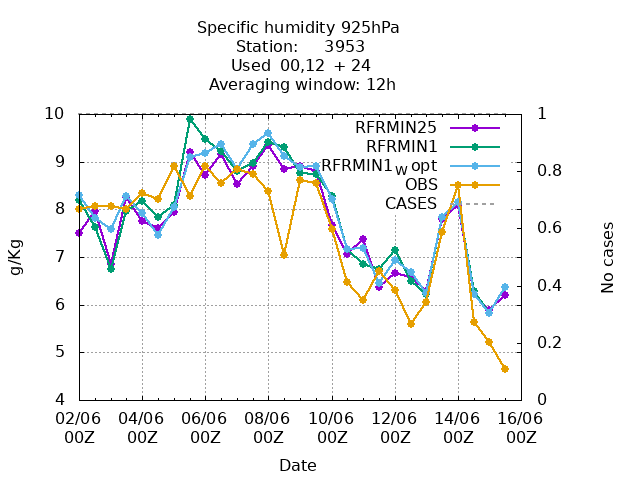 Specific humidity 925hPa
Station: 3953
Used 00,12 + 24
Averaging window: 12h
10 1
RFRMIN25
RFRMIN1
9
RFRMIN1w opt
0.8
OBS
8 CASES
0.6
g/Kg 7 No cases
6 0.4
5 0.2
4 0
02/06 04/06 06/06 08/06 10/06 12/06 14/06 16/06
00Z 00Z 00Z 00Z 00Z 00Z 00Z 00Z
Date